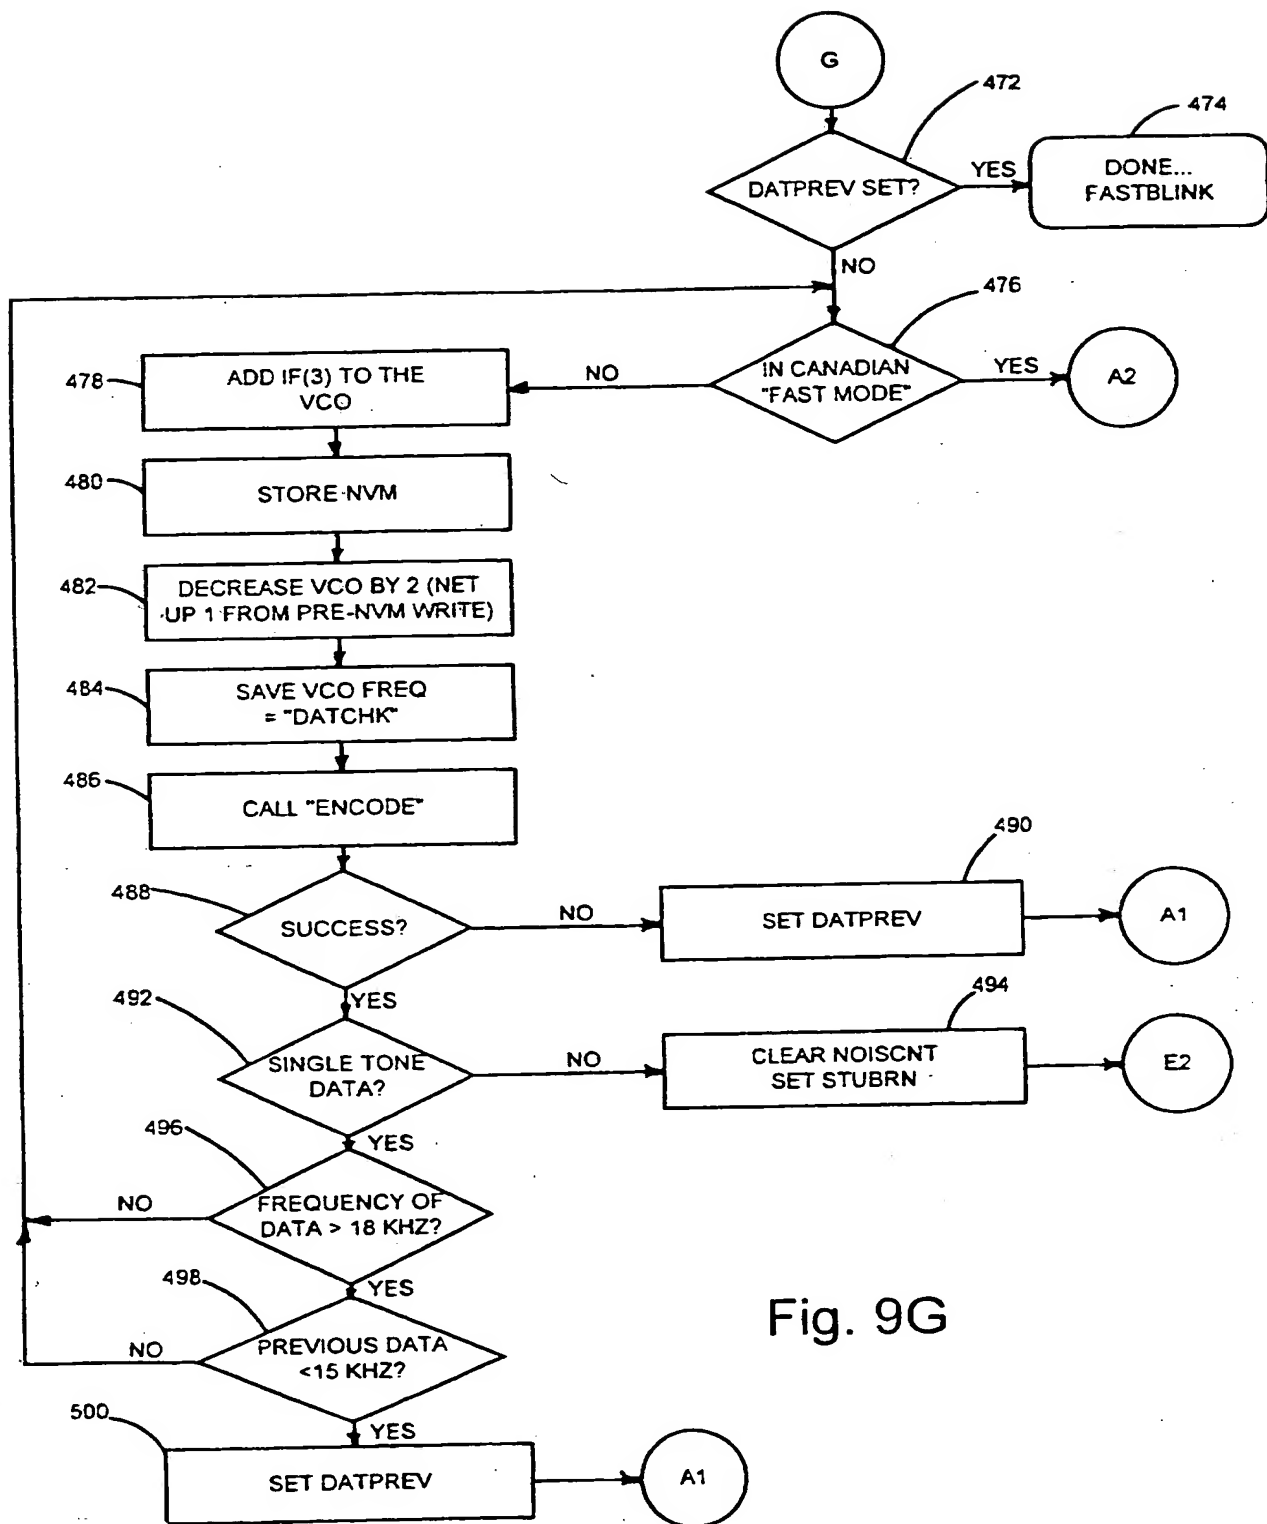 G
472
474
DATPREV SET?
YES
DONE...
FASTBLINK
NO
476
478
ADD IF(3) TO THE
VCO
NO
IN CANADIAN
"FAST MODE"
YES
A2
480
STORE NVM
482
DECREASE VCO BY 2 (NET
UP 1 FROM PRE-NVM WRITE)
484
SAVE VCO FREQ
= "DATCHK"
486
CALL "ENCODE"
490
488
SUCCESS?
NO
SET DATPREV
A1
YES
492
494
SINGLE TONE
DATA?
NO
CLEAR NOISCNT
SET STUBRN
E2
YES
496
NO
FREQUENCY OF
DATA > 18 KHZ?
YES
498
NO
PREVIOUS DATA
<15 KHZ?
Fig. 9G
YES
500
SET DATPREV
A1